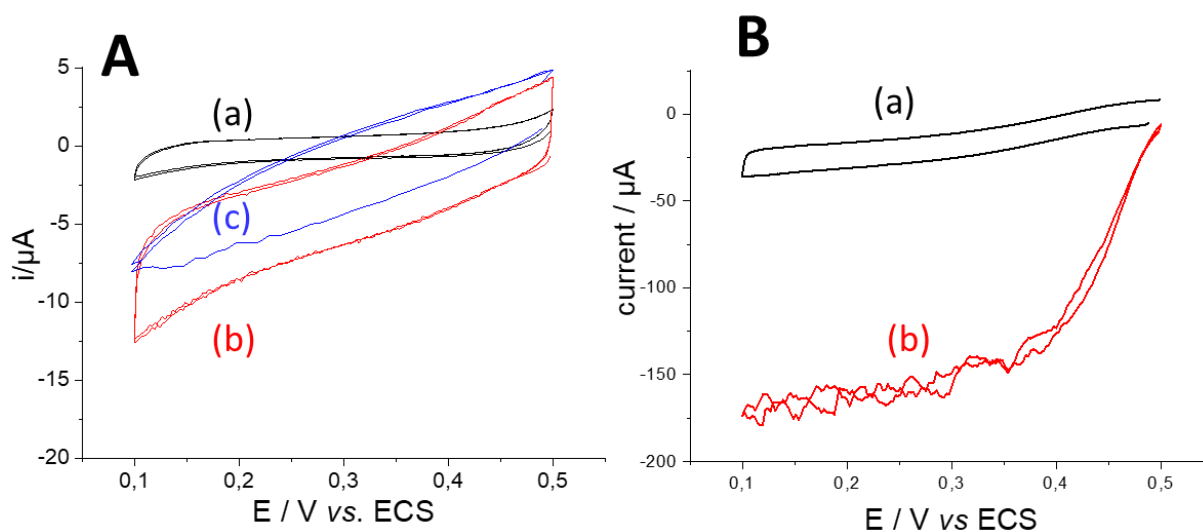 A
5
0
-5
-10
-15
-20
i/µA
(a)
(c)
(b)
0,1 0,2 0,3 0,4 0,5
E / V vs. ECS
B
0
-50
-100
-150
-200
current / µA
(a)
(b)
0,1 0,2 0,3 0,4 0,5
E / V vs ECS